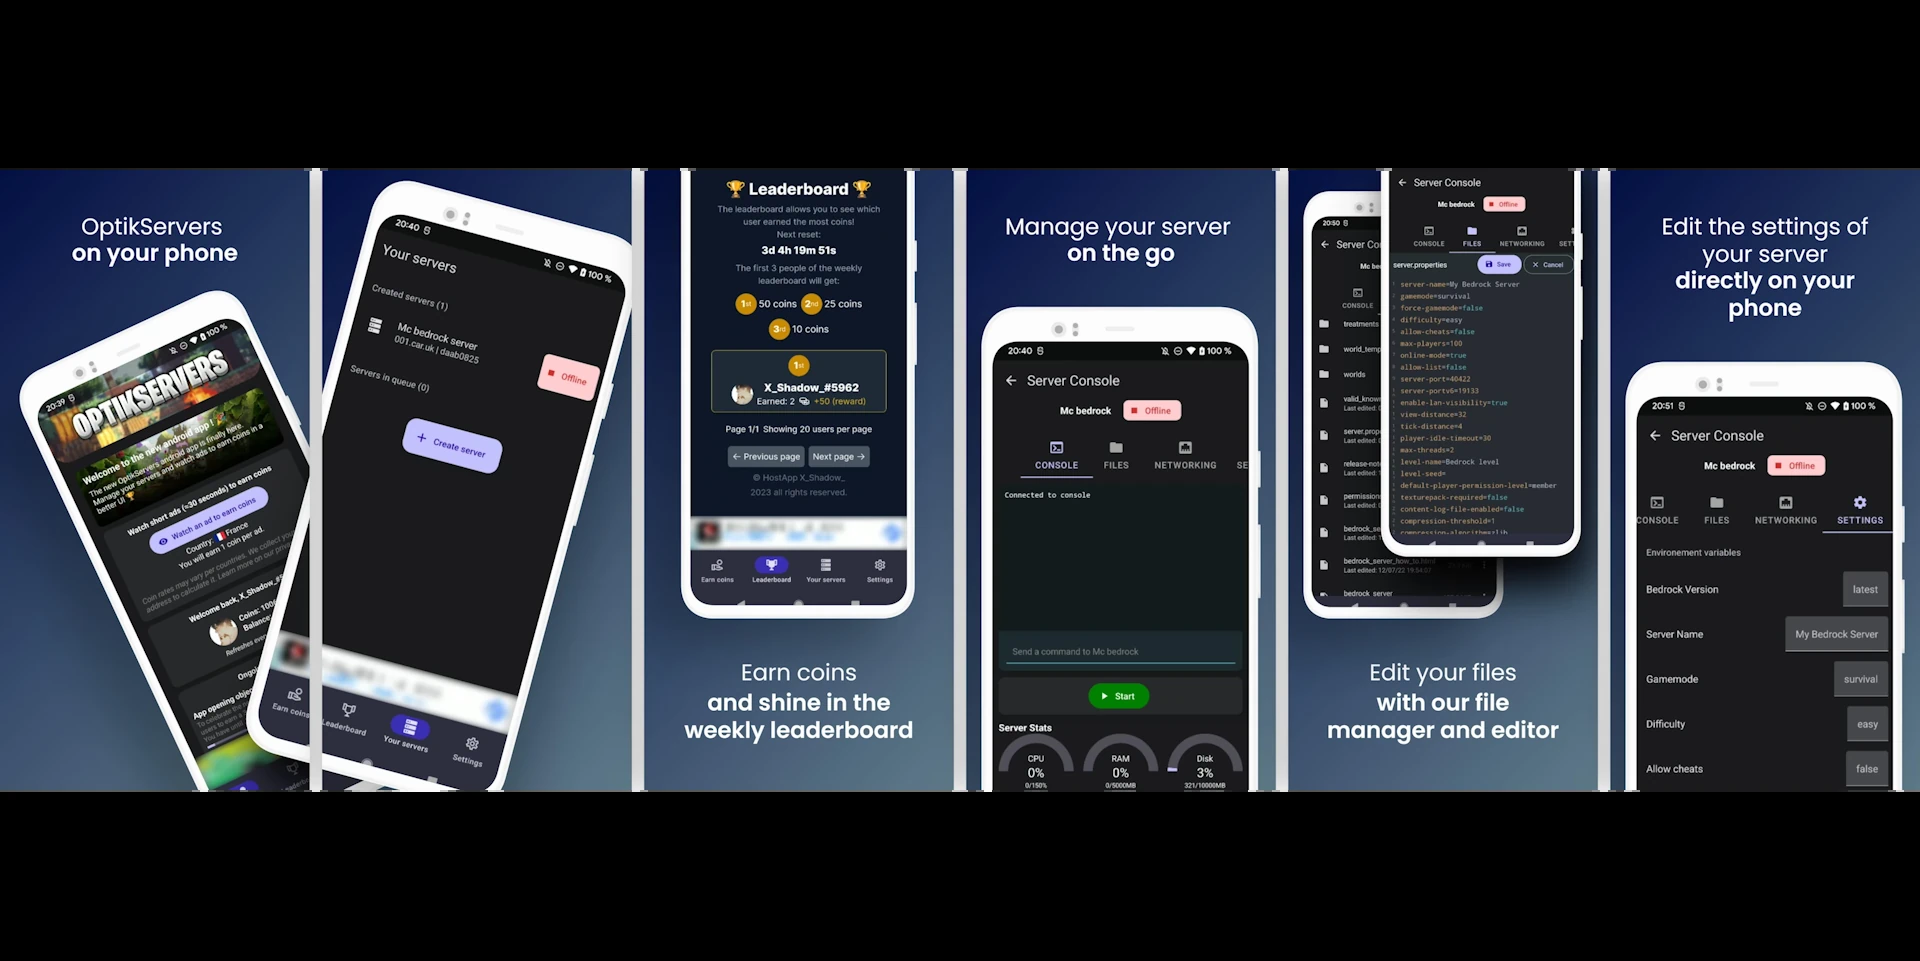 OptikServers
on your phone
20:39
100 %
OPTIKSERVERS
Welcome to the new android app !
The new OptikServers android app is finally here.
Manage your servers and watch ads to earn coins in a
better UI
Watch short ads (≈30 seconds) to earn coins
Watch an ad to earn coins
Country: France
You will earn 1 coin per ad.
Coin rates may vary per countries. We collect your
address to calculate it. Learn more on our
Welcome back,
Coins:
Balance
Refreshes
App opening
Earn coins
Leaderboard
Your servers
Settings
20:40
100 %
Your servers
Created servers (1)
Mc bedrock server
001.car.uk | daab0825
Offline
Servers in queue (0)
+ Create server
🏆 Leaderboard 🏆
The leaderboard allows you to see which
user earned the most coins!
Next reset:
3d 4h 19m 51s
The first 3 people of the weekly
leaderboard will get:
1st 50 coins 2nd 25 coins
3rd 10 coins
1st
X_Shadow_#5962
Earned: 2 +50 (reward)
Page 1/1 Showing 20 users per page
← Previous page
Next page →
© HostApp X_Shadow_
2023 all rights reserved.
Earn coins
Leaderboard
Your servers
Settings
Earn coins
and shine in the
weekly leaderboard
Manage your server
on the go
20:40
100 %
← Server Console
Mc bedrock
Offline
CONSOLE
FILES
NETWORKING
SE
Connected to console
Send a command to Mc bedrock
Start
Server Stats
CPU
0%
0/150%
RAM
0%
0/5000MB
Disk
3%
321/10000MB
20:50
← Server Co
Mc be
CONSOLE
treatments
world_temp
worlds
valid_known
Last edited:
server.prope
Last edited:
release-note
Last edited:
permissions
Last edited:
bedrock_se
Last edited:
bedrock_server_how_to.html
Last edited: 12/07/22 19:54:07
bedrock_server
← Server Console
Mc bedrock
Offline
CONSOLE
FILES
NETWORKING
SETT
server.properties
Save
× Cancel
server-name=My Bedrock Server
gamemode=survival
force-gamemode=false
difficulty=easy
allow-cheats=false
max-players=100
online-mode=true
allow-list=false
server-port=40422
server-portv6=19133
enable-lan-visibility=true
view-distance=32
tick-distance=4
player-idle-timeout=30
max-threads=2
level-name=Bedrock level
level-seed=
default-player-permission-level=member
texturepack-required=false
content-log-file-enabled=false
compression-threshold=1
compression-algorithm=zlib
Edit your files
with our file
manager and editor
Edit the settings of
your server
directly on your
phone
20:51
100 %
← Server Console
Mc bedrock
Offline
CONSOLE
FILES
NETWORKING
SETTINGS
Environement variables
Bedrock Version
latest
Server Name
My Bedrock Server
Gamemode
survival
Difficulty
easy
Allow cheats
false